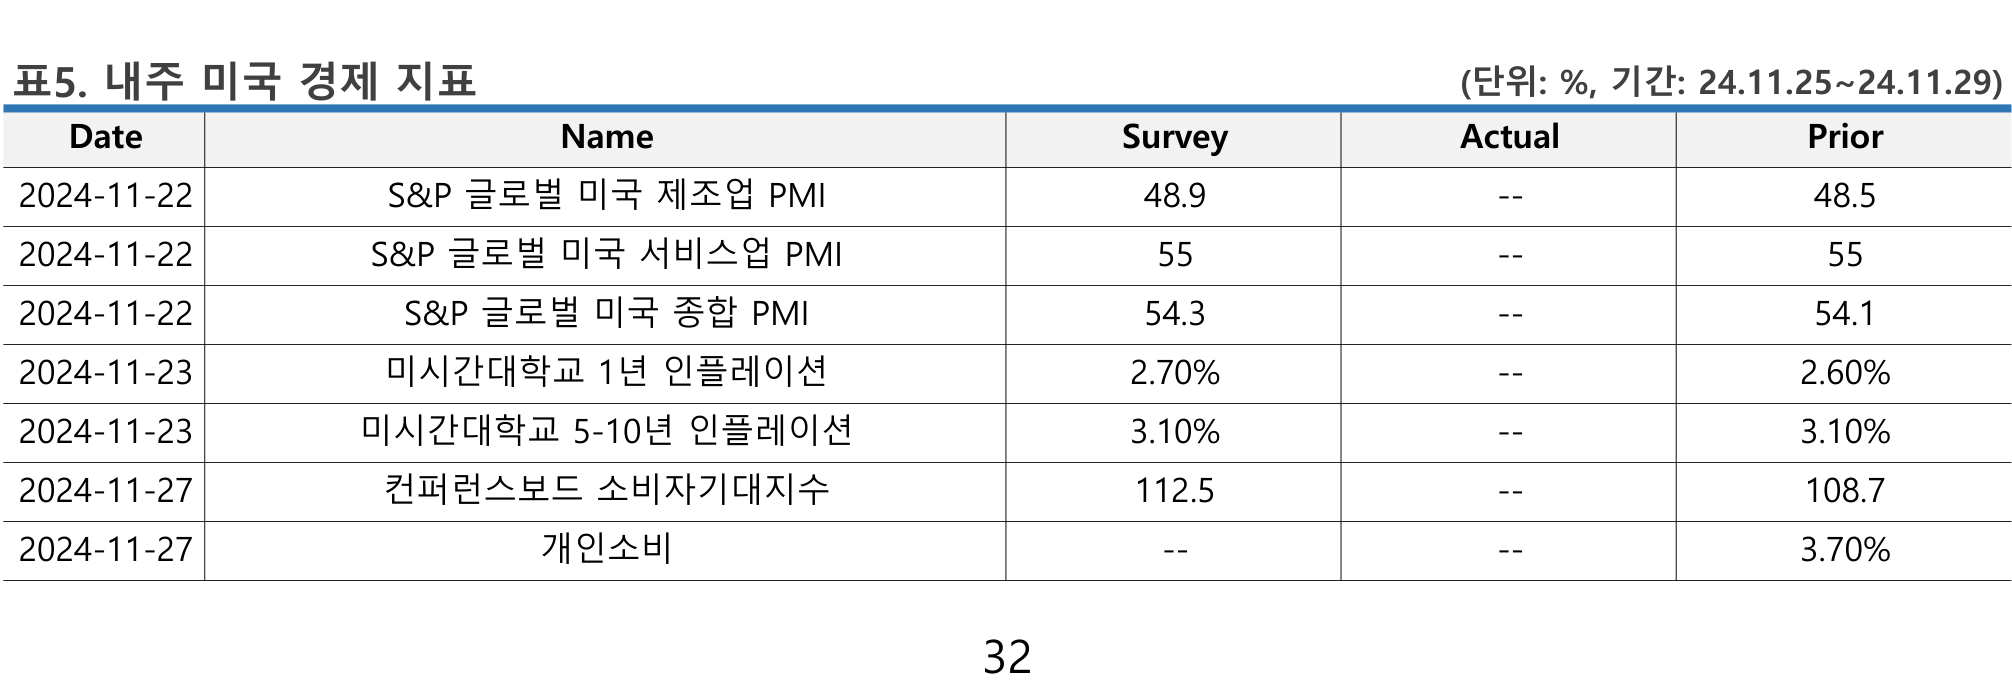 표5. 내주 미국 경제 지표 (단위: %, 기간: 24.11.25~24.11.29)
Date Name Survey Actual Prior
2024-11-22 S&P 글로벌 미국 제조업 PMI 48.9 -- 48.5
2024-11-22 S&P 글로벌 미국 서비스업 PMI 55 -- 55
2024-11-22 S&P 글로벌 미국 종합 PMI 54.3 -- 54.1
2024-11-23 미시간대학교 1년 인플레이션 2.70% -- 2.60%
2024-11-23 미시간대학교 5-10년 인플레이션 3.10% -- 3.10%
2024-11-27 컨퍼런스보드 소비자기대지수 112.5 -- 108.7
2024-11-27 개인소비 -- -- 3.70%
32